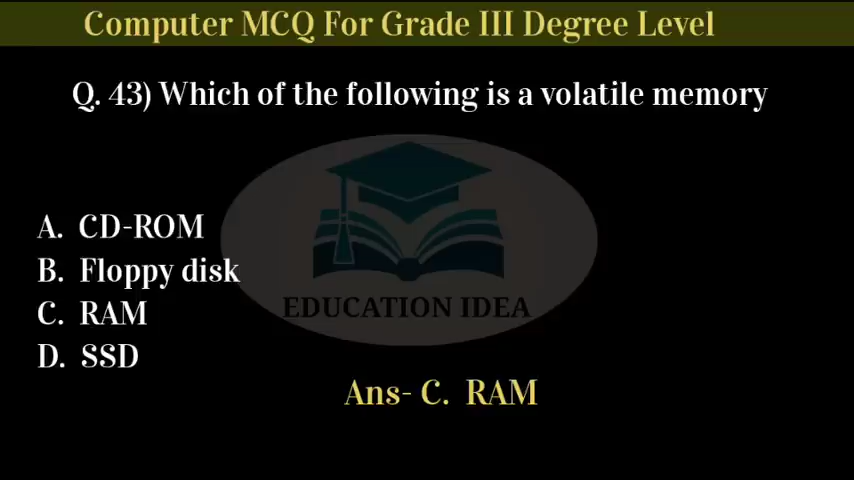 Computer MCQ For Grade III Degree Level
Q. 43) Which of the following is a volatile memory
A. CD-ROM
B. Floppy disk
C. RAM
D. SSD
EDUCATION IDEA
Ans- C. RAM